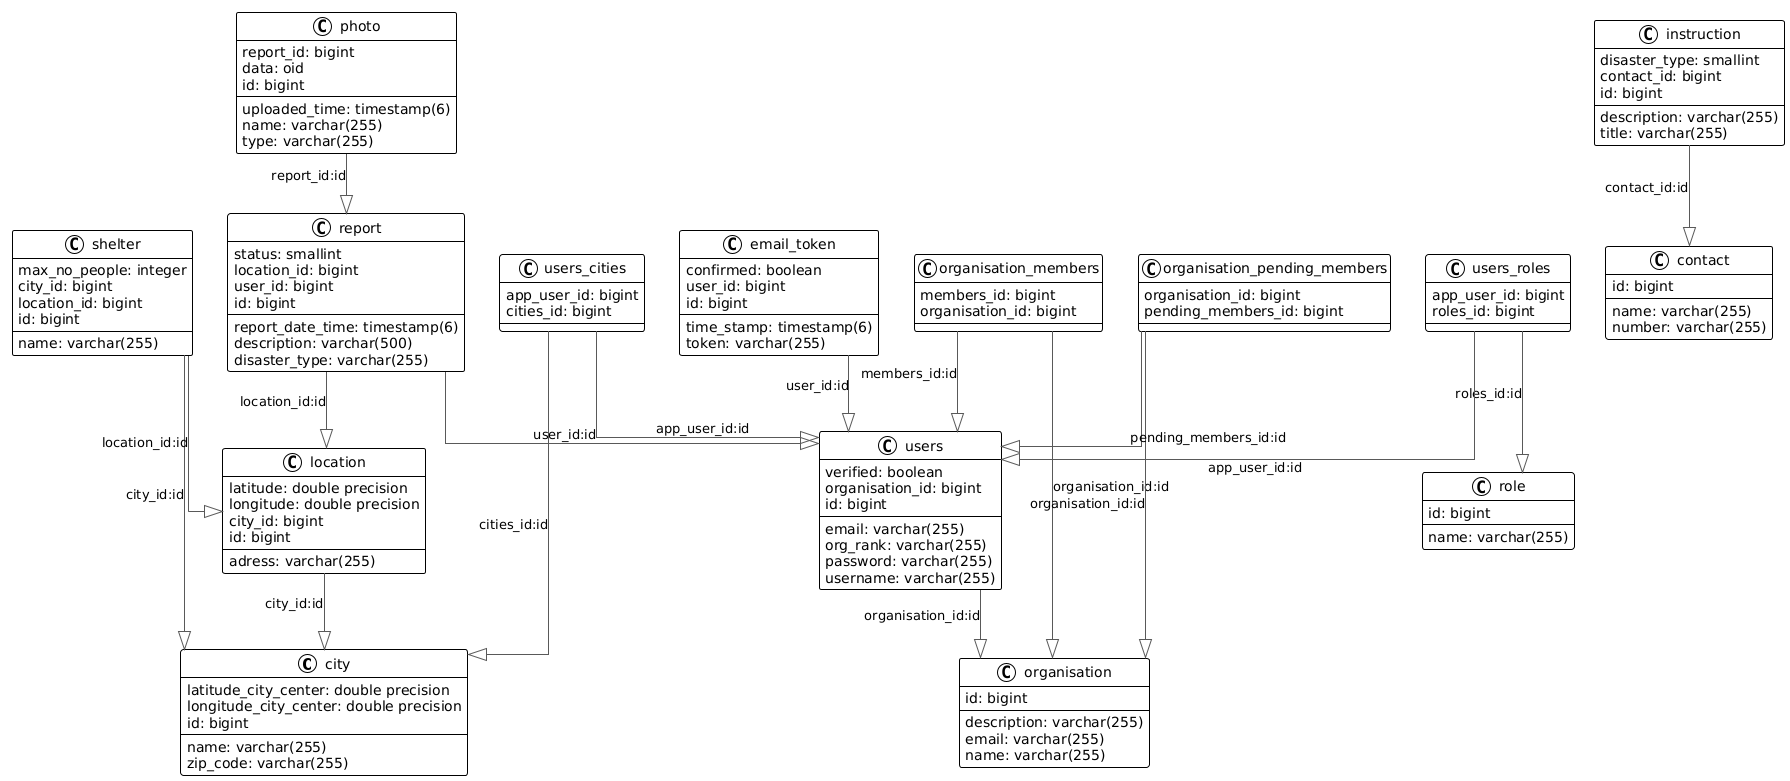 C photo
report_id: bigint
data: oid
id: bigint
uploaded_time: timestamp(6)
name: varchar(255)
type: varchar(255)
C instruction
disaster_type: smallint
contact_id: bigint
id: bigint
description: varchar(255)
title: varchar(255)
report_id:id
contact_id:id
C shelter
max_no_people: integer
city_id: bigint
location_id: bigint
id: bigint
name: varchar(255)
C report
status: smallint
location_id: bigint
user_id: bigint
id: bigint
report_date_time: timestamp(6)
description: varchar(500)
disaster_type: varchar(255)
C users_cities
app_user_id: bigint
cities_id: bigint
C email_token
confirmed: boolean
user_id: bigint
id: bigint
time_stamp: timestamp(6)
token: varchar(255)
C organisation_members
members_id: bigint
organisation_id: bigint
C organisation_pending_members
organisation_id: bigint
pending_members_id: bigint
C users_roles
app_user_id: bigint
roles_id: bigint
C contact
id: bigint
name: varchar(255)
number: varchar(255)
location_id:id
user_id:id
members_id:id
roles_id:id
location_id:id
user_id:id
app_user_id:id
pending_members_id:id
app_user_id:id
city_id:id
cities_id:id
organisation_id:id
organisation_id:id
C location
latitude: double precision
longitude: double precision
city_id: bigint
id: bigint
adress: varchar(255)
C users
verified: boolean
organisation_id: bigint
id: bigint
email: varchar(255)
org_rank: varchar(255)
password: varchar(255)
username: varchar(255)
C role
id: bigint
name: varchar(255)
city_id:id
organisation_id:id
C city
latitude_city_center: double precision
longitude_city_center: double precision
id: bigint
name: varchar(255)
zip_code: varchar(255)
C organisation
id: bigint
description: varchar(255)
email: varchar(255)
name: varchar(255)